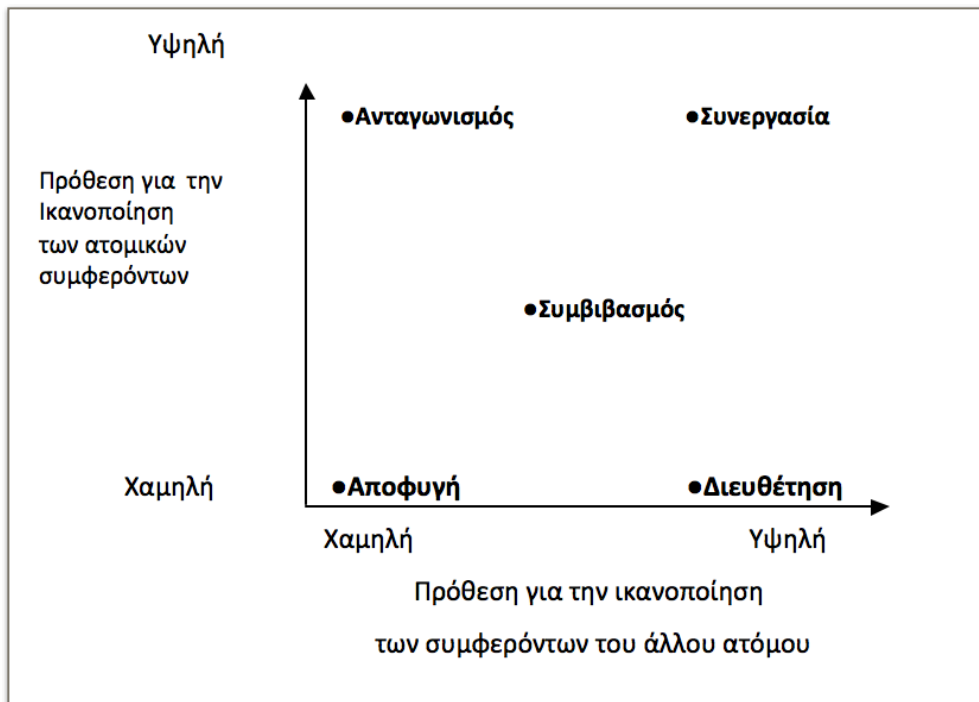 Υψηλή
●Ανταγωνισμός ●Συνεργασία
Πρόθεση για την
Ικανοποίηση
των ατομικών
συμφερόντων
●Συμβιβασμός
Χαμηλή ●Αποφυγή ●Διευθέτηση
Χαμηλή Υψηλή
Πρόθεση για την ικανοποίηση
των συμφερόντων του άλλου ατόμου